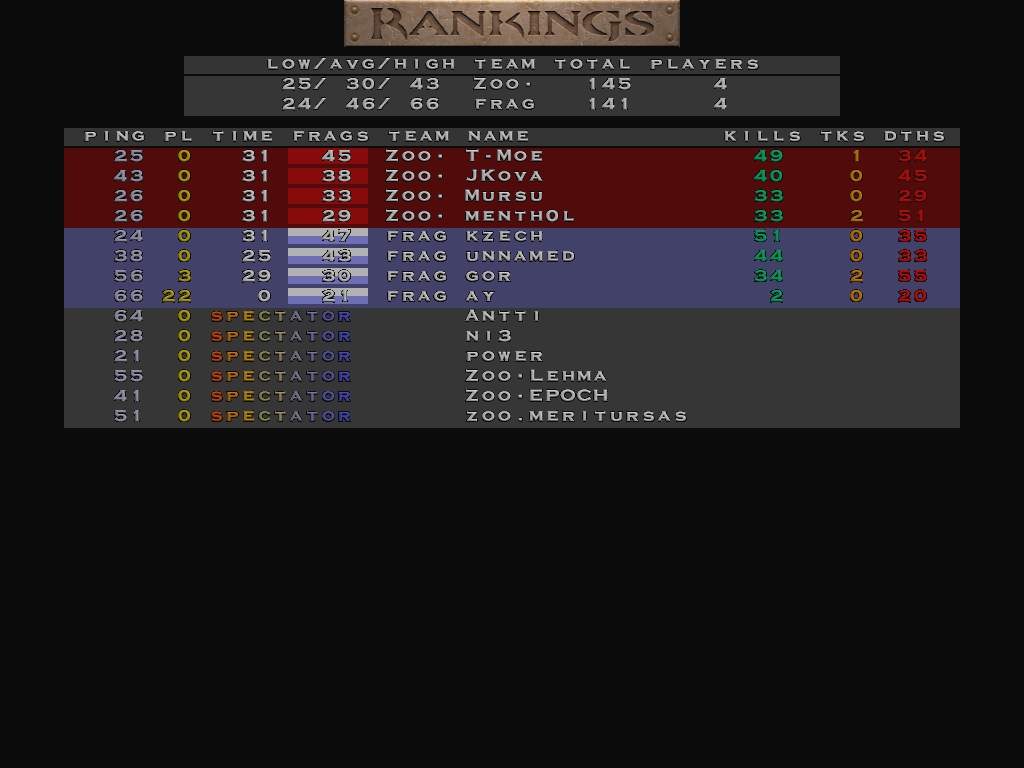 RANKINGS
LOW/AVG/HIGH TEAM TOTAL PLAYERS
25/ 30/ 43 Zoo· 145 4
24/ 46/ 66 FRAG 141 4
PING PL TIME FRAGS TEAM NAME KILLS TKS DTHS
25 0 31 45 Zoo· T-Moe 49 1 34
43 0 31 38 Zoo· JKova 40 0 45
26 0 31 33 Zoo· Mursu 33 0 29
26 0 31 29 Zoo· MENTH0L 33 2 51
24 0 31 47 FRAG KZECH 51 0 35
38 0 25 43 FRAG UNNAMED 44 0 33
56 3 29 30 FRAG GOR 34 2 55
66 22 0 21 FRAG AY 2 0 20
64 0 SPECTATOR Antti
28 0 SPECTATOR NI3
21 0 SPECTATOR POWER
55 0 SPECTATOR Zoo·Lehma
41 0 SPECTATOR Zoo·EPOCH
51 0 SPECTATOR ZOO.MERITURSAS